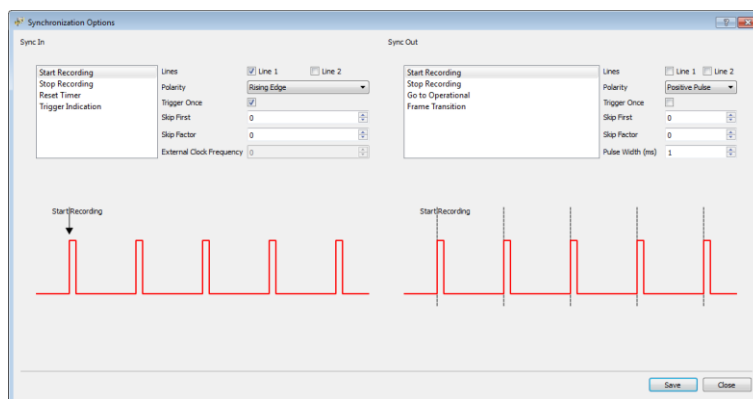 Synchronization Options
Sync In
Start Recording
Stop Recording
Reset Timer
Trigger Indication
Lines Line 1 Line 2
Polarity Rising Edge
Trigger Once
Skip First 0
Skip Factor 0
External Clock Frequency 0
Start Recording
Sync Out
Start Recording
Stop Recording
Go to Operational
Frame Transition
Lines Line 1 Line 2
Polarity Positive Pulse
Trigger Once
Skip First 0
Skip Factor 0
Pulse Width (ms) 1
Start Recording
Save Close